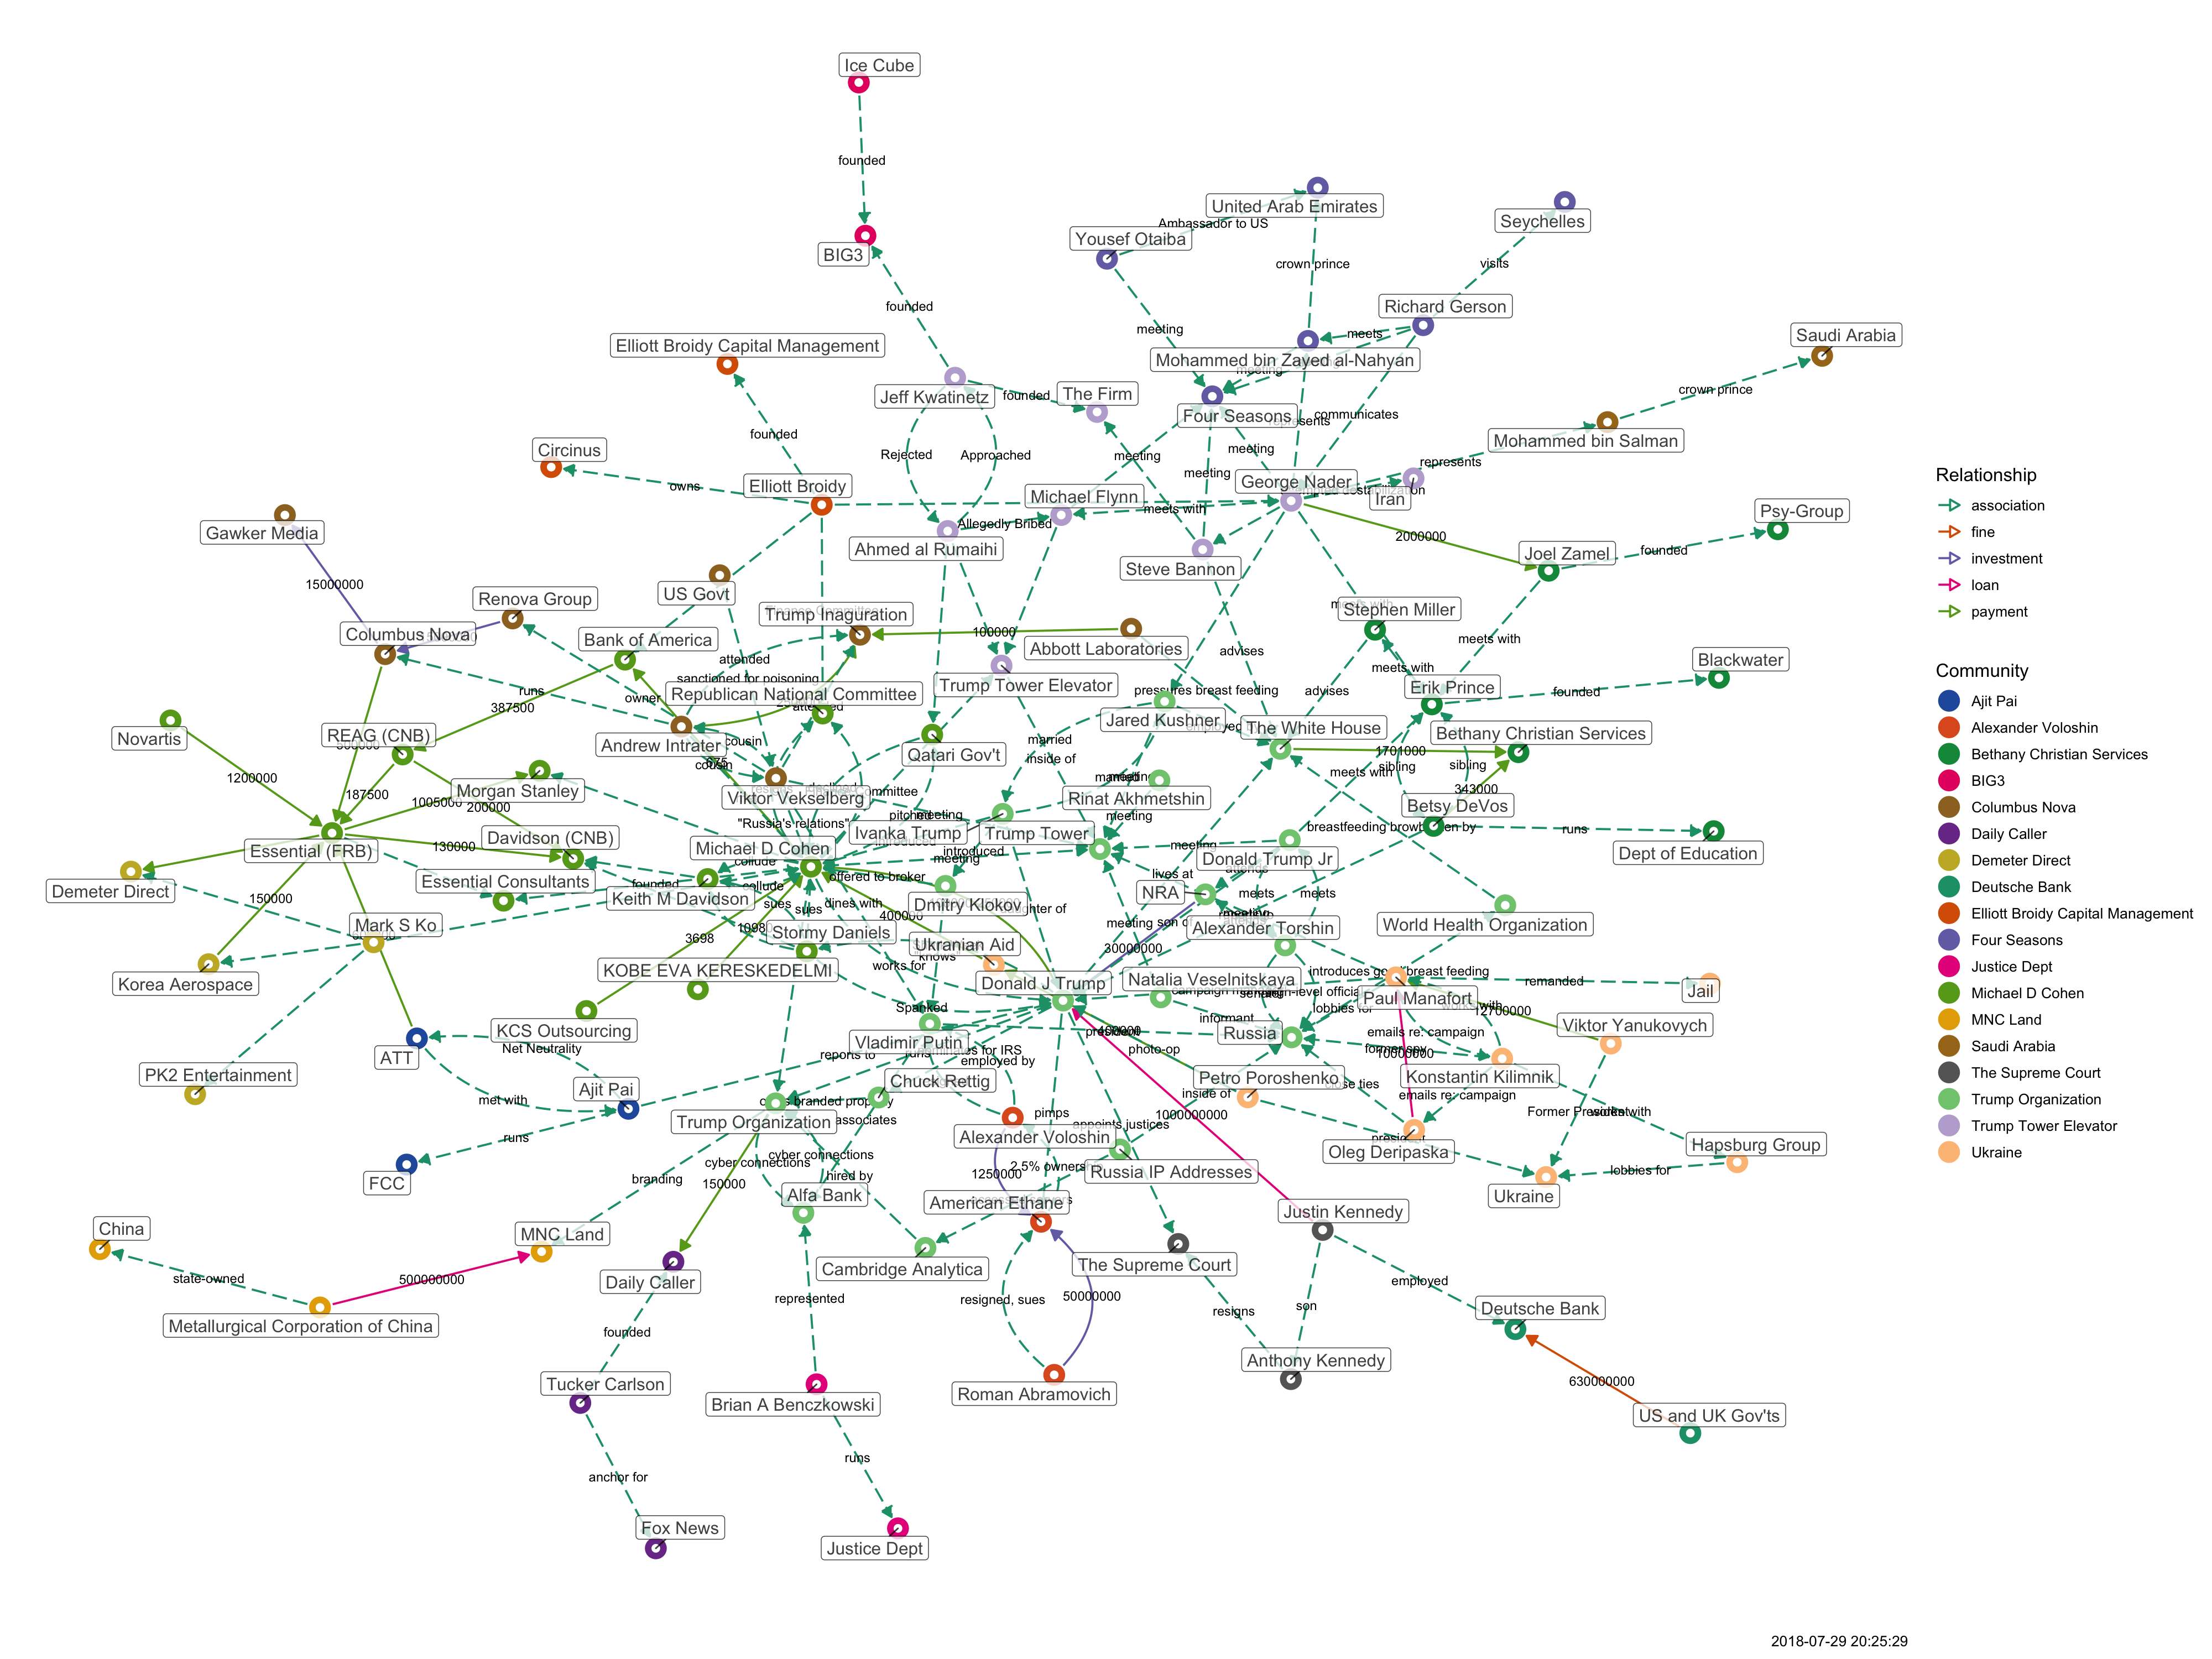 Ice Cube
founded
BIG3
United Arab Emirates
Ambassador to US
Yousef Otaiba
Seychelles
crown prince
visits
founded
Richard Gerson
meeting
meets
Saudi Arabia
Elliott Broidy Capital Management
Mohammed bin Zayed al-Nahyan
meeting
crown prince
Jeff Kwatinetz
founded
The Firm
Four Seasons
communicates
founded
Mohammed bin Salman
Circinus
Rejected
Approached
meeting
meeting
meeting
represents
owns
Elliott Broidy
Michael Flynn
George Nader
Iran
Psy-Group
Gawker Media
Allegedly Bribed
meets with
2000000
Joel Zamel
founded
Ahmed al Rumaihi
Steve Bannon
15000000
US Govt
Renova Group
Trump Inaguration
Stephen Miller
Columbus Nova
Bank of America
100000
Abbott Laboratories
advises
meets with
meets with
Blackwater
attended
sanctioned for poisoning
Trump Tower Elevator
pressures breast feeding
advises
Erik Prince
founded
runs
owner
Republican National Committee
387500
Jared Kushner
The White House
Bethany Christian Services
Novartis
REAG (CNB)
Andrew Intrater
cousin
cousin
Qatari Gov't
married
inside of
1701000
1200000
meets with
sibling
sibling
187500
1005000
200000
Morgan Stanley
Viktor Vekselberg
Rinat Akhmetshin
343000
Betsy DeVos
"Russia's relations"
pitched
meeting
Ivanka Trump
Trump Tower
meeting
runs
Dept of Education
Essential (FRB)
130000
Davidson (CNB)
Michael D Cohen
introduced
meeting
meeting
Donald Trump Jr
Demeter Direct
Essential Consultants
founded
Keith M Davidson
collude
collude
offered to broker
Dmitry Klokov
lives at
NRA
meets
meets
150000
Mark S Ko
sues
sues
dines with
Alexander Torshin
World Health Organization
3698
Stormy Daniels
Ukranian Aid
knows
meeting
30000000
Korea Aerospace
KOBE EVA KERESKEDELMI
works for
Donald J Trump
Natalia Veselnitskaya
Paul Manafort
remanded
Jail
KCS Outsourcing
Spanked
informant
lobbies for
12700000
Viktor Yanukovych
Vladimir Putin
Russia
emails re: campaign
ATT
Net Neutrality
reports to
employed by
photo-op
former spy
10000000
PK2 Entertainment
Ajit Pai
Chuck Rettig
Petro Poroshenko
Konstantin Kilimnik
met with
inside of
emails re: campaign
Trump Organization
associates
pimps
1000000000
appoints justices
Former President
runs
Alexander Voloshin
Oleg Deripaska
Hapsburg Group
FCC
cyber connections
cyber connections
150000
hired by
1250000
Russia IP Addresses
lobbies for
branding
Alfa Bank
American Ethane
Ukraine
China
MNC Land
Justin Kennedy
state-owned
500000000
Daily Caller
Cambridge Analytica
The Supreme Court
employed
represented
resigned, sues
50000000
resigns
son
Deutsche Bank
Metallurgical Corporation of China
founded
Anthony Kennedy
630000000
Tucker Carlson
Brian A Benczkowski
Roman Abramovich
US and UK Gov'ts
anchor for
runs
Fox News
Justice Dept
Relationship
association
fine
investment
loan
payment
Community
Ajit Pai
Alexander Voloshin
Bethany Christian Services
BIG3
Columbus Nova
Daily Caller
Demeter Direct
Deutsche Bank
Elliott Broidy Capital Management
Four Seasons
Justice Dept
Michael D Cohen
MNC Land
Saudi Arabia
The Supreme Court
Trump Organization
Trump Tower Elevator
Ukraine
2018-07-29 20:25:29